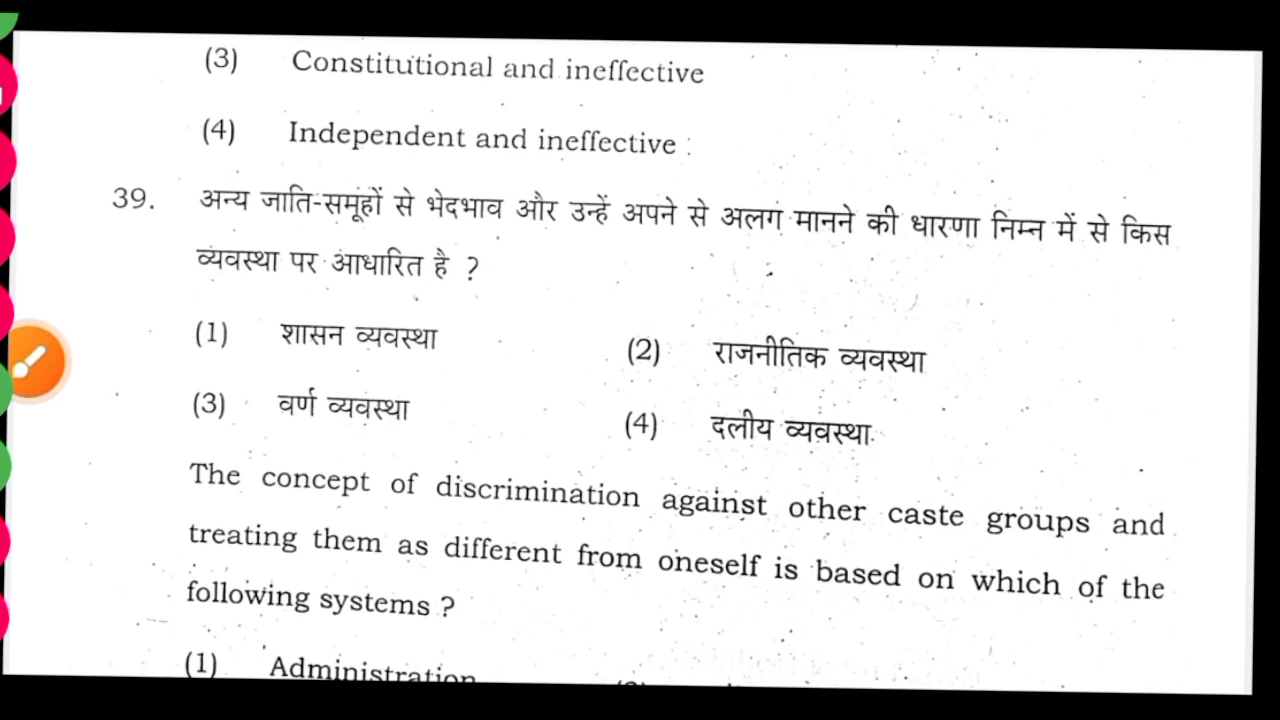 (3) Constitutional and ineffective
(4) Independent and ineffective :
39. अन्य जाति-समूहों से भेदभाव और उन्हें अपने से अलग मानने की धारणा निम्न में से किस
व्यवस्था पर आधारित है ?
(1) शासन व्यवस्था (2) राजनीतिक व्यवस्था
(3) वर्ण व्यवस्था (4) दलीय व्यवस्था
The concept of discrimination against other caste groups and
treating them as different from oneself is based on which of the
following systems ?
(1) Administration